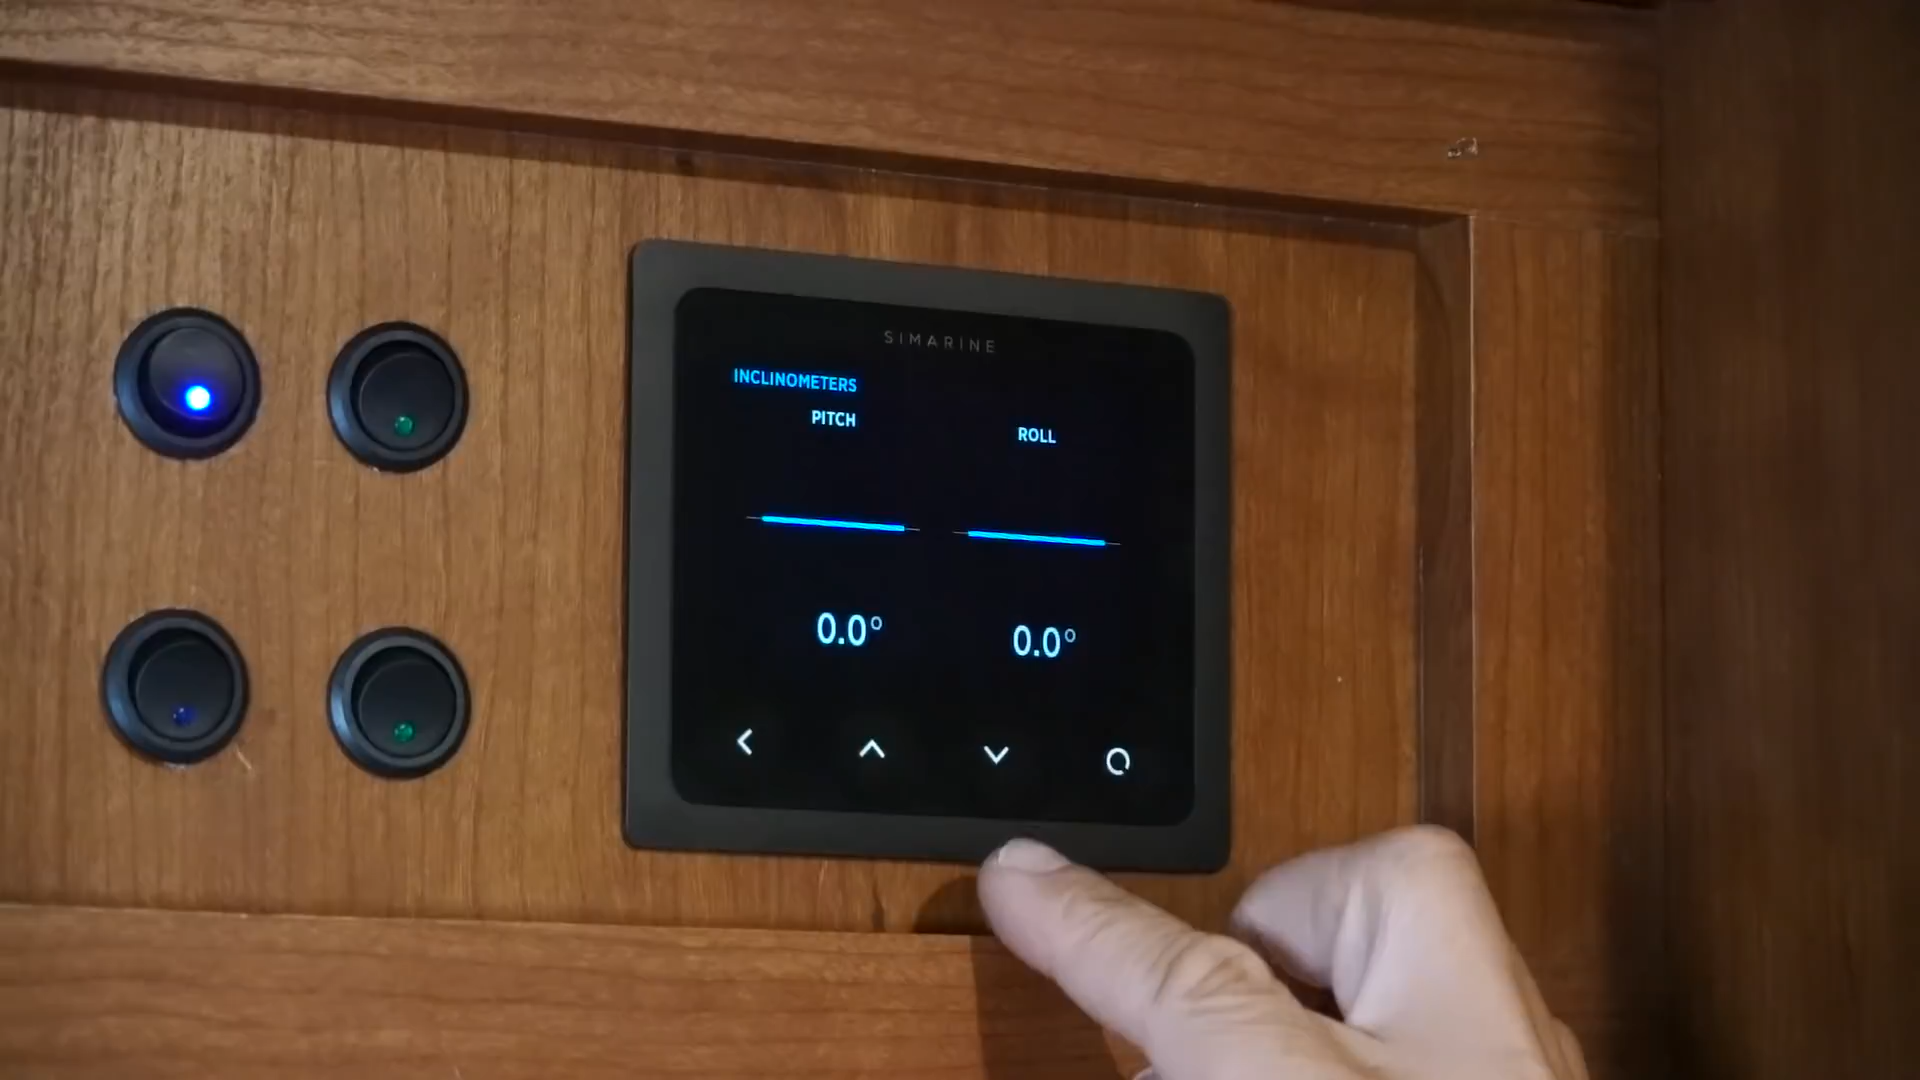 SIMARINE
INCLINOMETERS
PITCH
ROLL
0.0°
0.0°